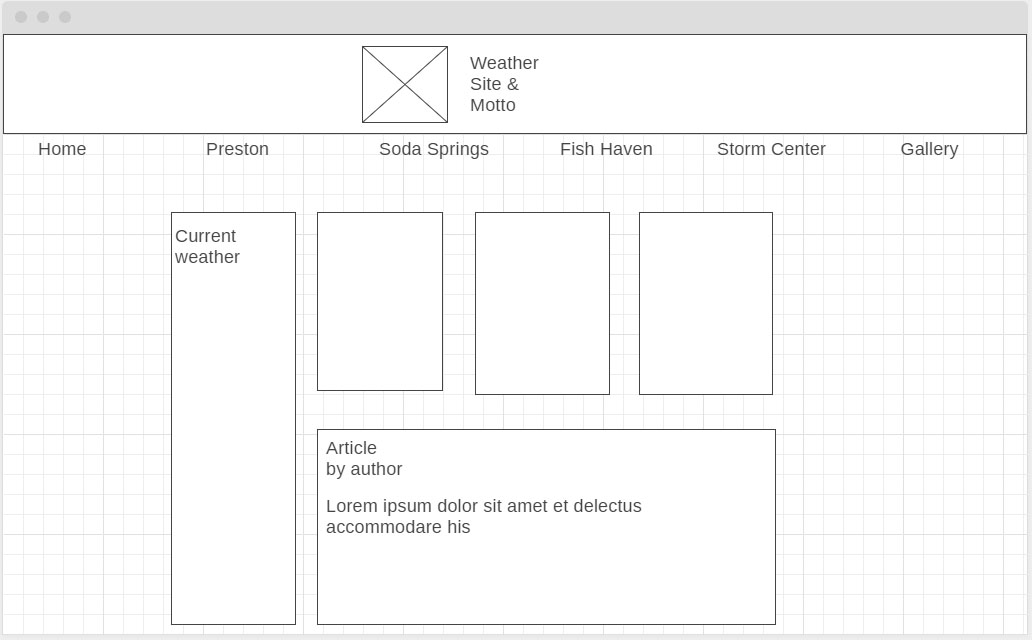 Weather
Site &
Motto
Home Preston Soda Springs Fish Haven Storm Center Gallery
Current
weather
Article
by author
Lorem ipsum dolor sit amet et delectus
accommodare his